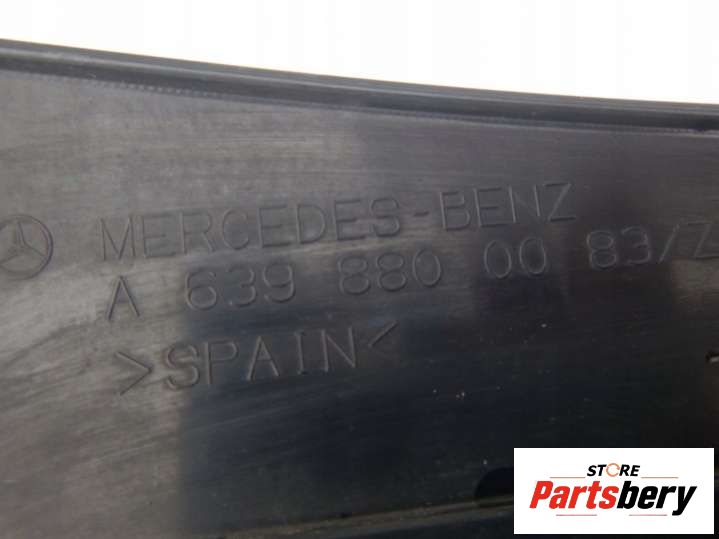 MERCEDES-BENZ
A 639 880 00 83/Z
>SPAIN<
STORE
Partsbery